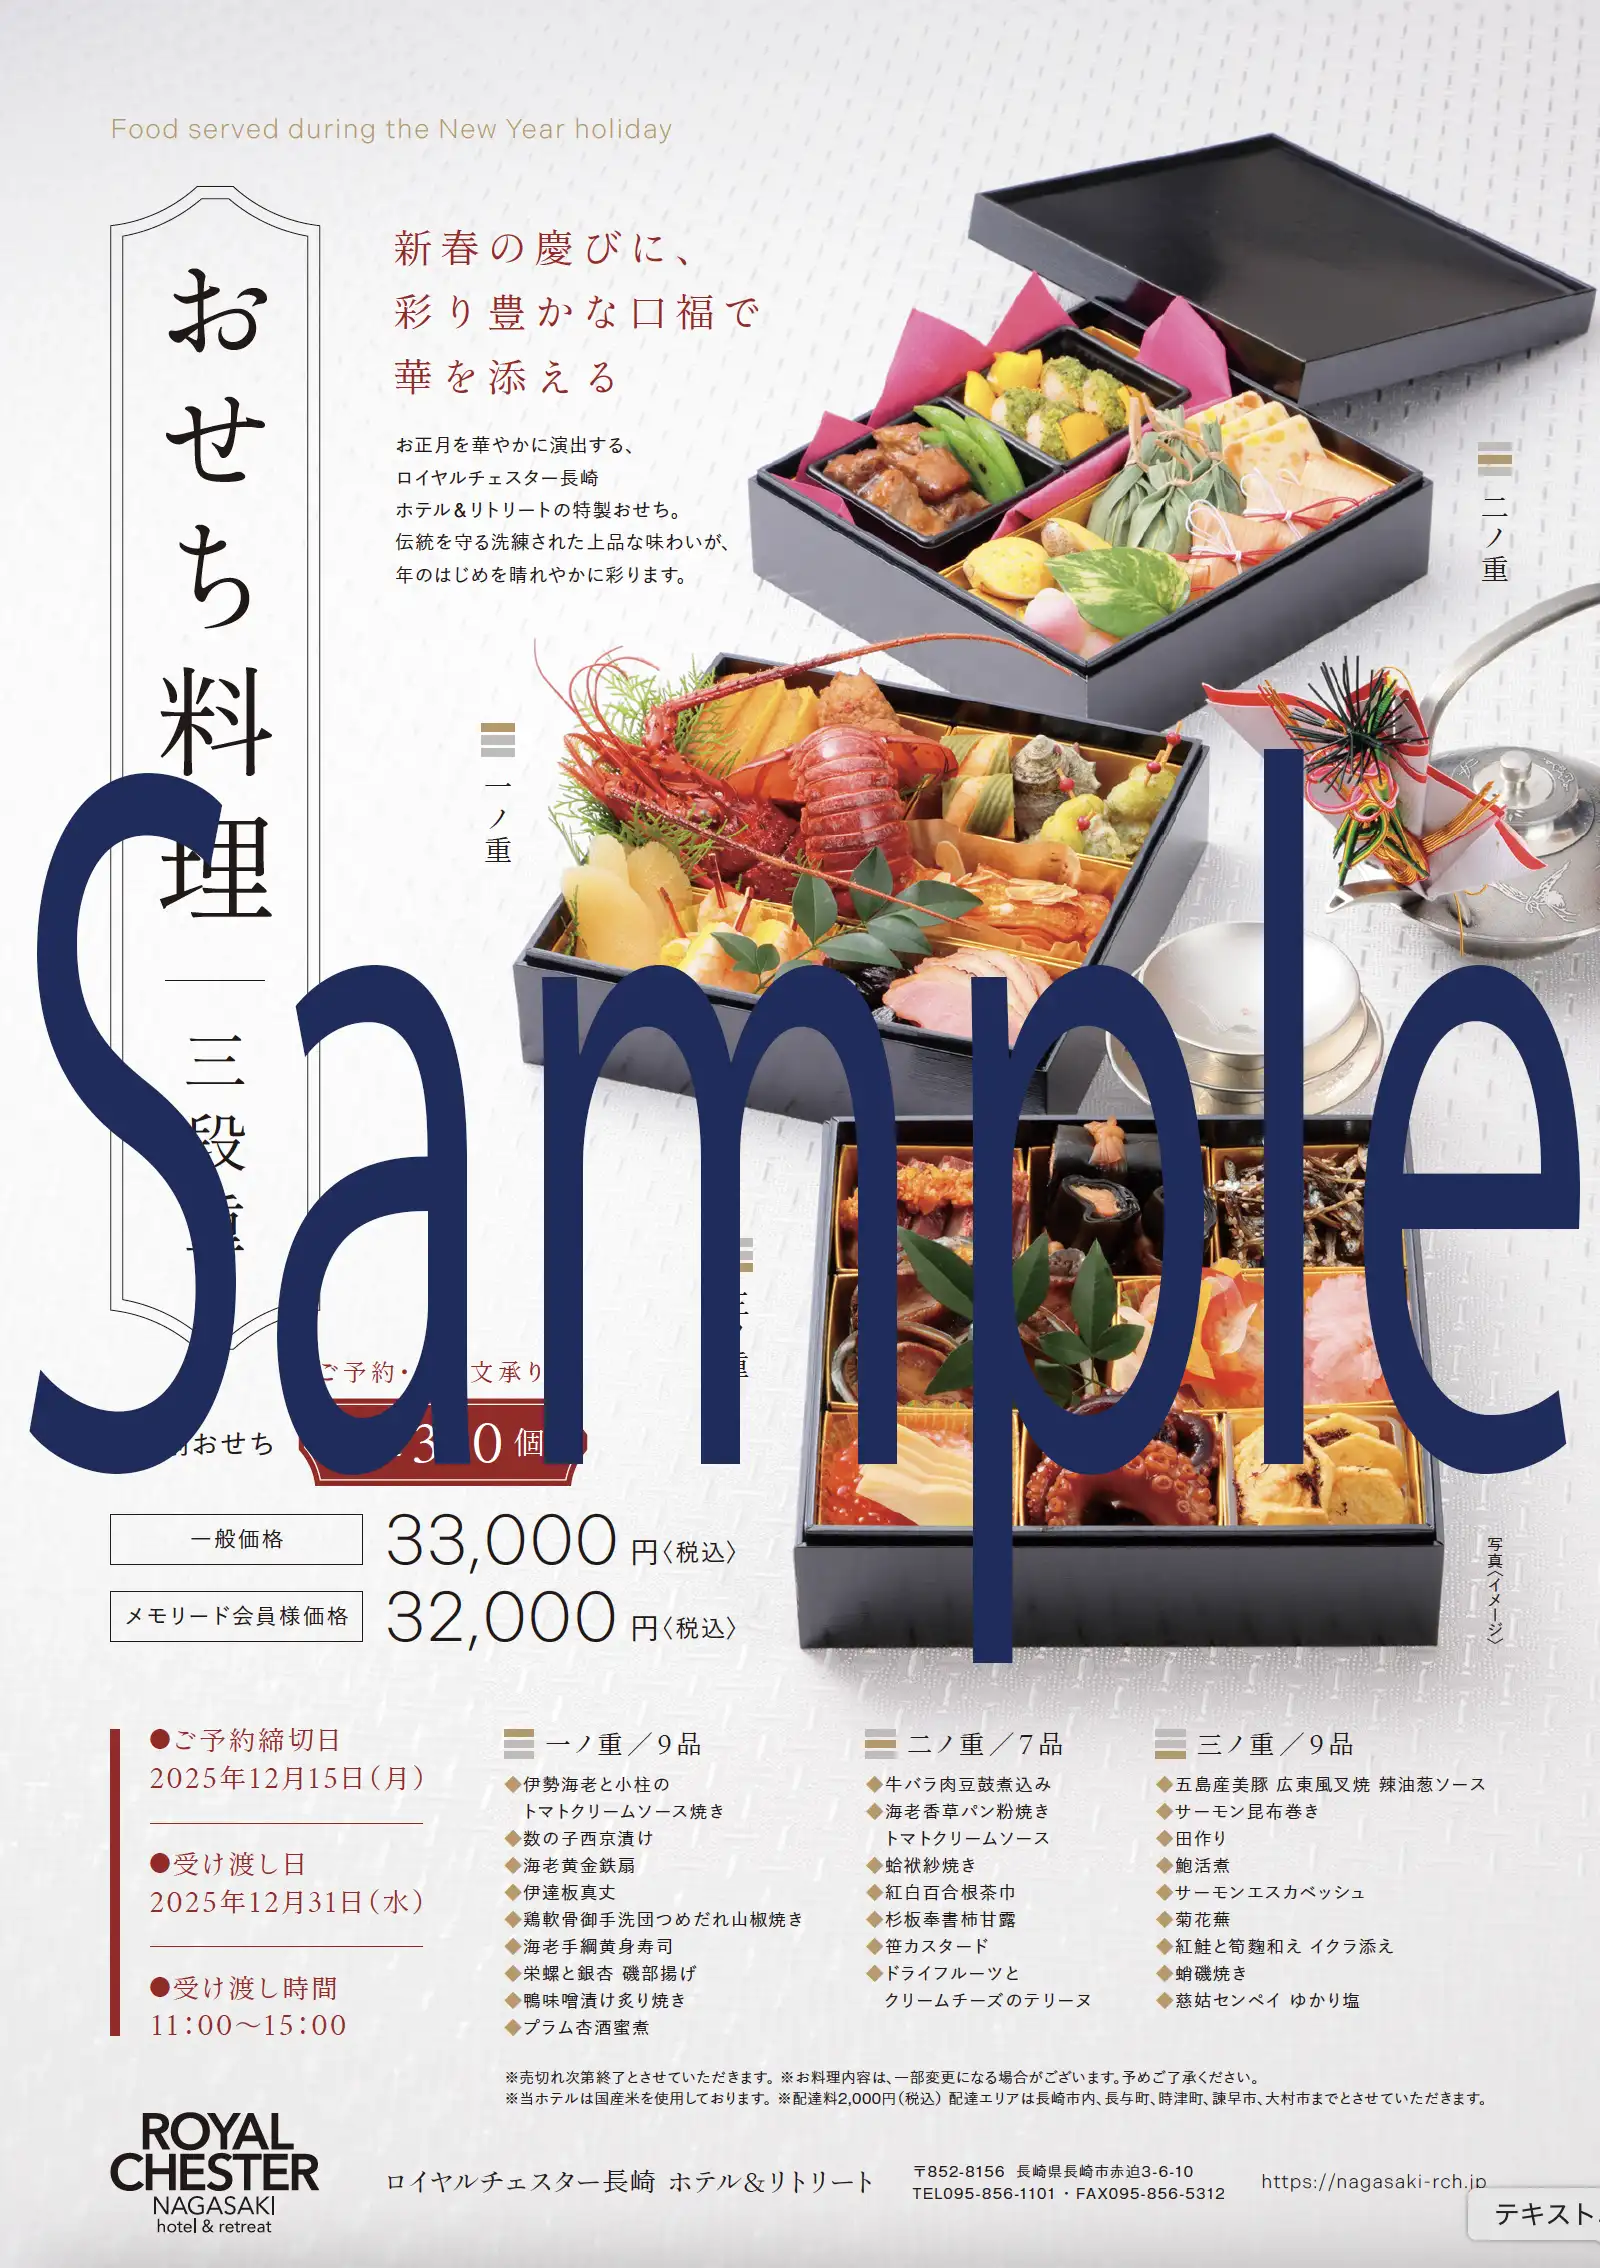 Food served during the New Year holiday
おせち料理
三段重
新春の慶びに、
彩り豊かな口福で
華を添える
お正月を華やかに演出する、
ロイヤルチェスター長崎
ホテル&リトリートの特製おせち。
伝統を守る洗練された上品な味わいが、
年のはじめを晴れやかに彩ります。
二ノ重
一ノ重
三ノ重
Sample
ご予約・文承り
おせち
個
一般価格 33,000円〈税込〉
メモリード会員様価格 32,000円〈税込〉
写真〈イメージ〉
●ご予約締切日
2025年12月15日(月)
●受け渡し日
2025年12月31日(水)
●受け渡し時間
11:00〜15:00
一ノ重/9品
◆伊勢海老と小柱の
トマトクリームソース焼き
◆数の子西京漬け
◆海老黄金鉄扇
◆伊達板真丈
◆鶏軟骨御手洗団つめだれ山椒焼き
◆海老手綱黄身寿司
◆栄螺と銀杏 磯部揚げ
◆鴨味噌漬け炙り焼き
◆プラム杏酒蜜煮
二ノ重/7品
◆牛バラ肉豆鼓煮込み
◆海老香草パン粉焼き
トマトクリームソース
◆蛤袱紗焼き
◆紅白百合根茶巾
◆杉板奉書柿甘露
◆笹カスタード
◆ドライフルーツと
クリームチーズのテリーヌ
三ノ重/9品
◆五島産美豚 広東風叉焼 辣油葱ソース
◆サーモン昆布巻き
◆田作り
◆鮑活煮
◆サーモンエスカベッシュ
◆菊花蕪
◆紅鮭と筍麹和え イクラ添え
◆蛸磯焼き
◆慈姑センペイ ゆかり塩
※売切れ次第終了とさせていただきます。 ※お料理内容は、一部変更になる場合がございます。予めご了承ください。
※当ホテルは国産米を使用しております。 ※配達料2,000円(税込) 配達エリアは長崎市内、長与町、時津町、諫早市、大村市までとさせていただきます。
ROYAL
CHESTER
NAGASAKI
hotel & retreat
ロイヤルチェスター長崎 ホテル&リトリート
〒852-8156 長崎県長崎市岩迫3-6-10
TEL095-856-1101・FAX095-856-5312
https://nagasaki-rch.jp
テキスト